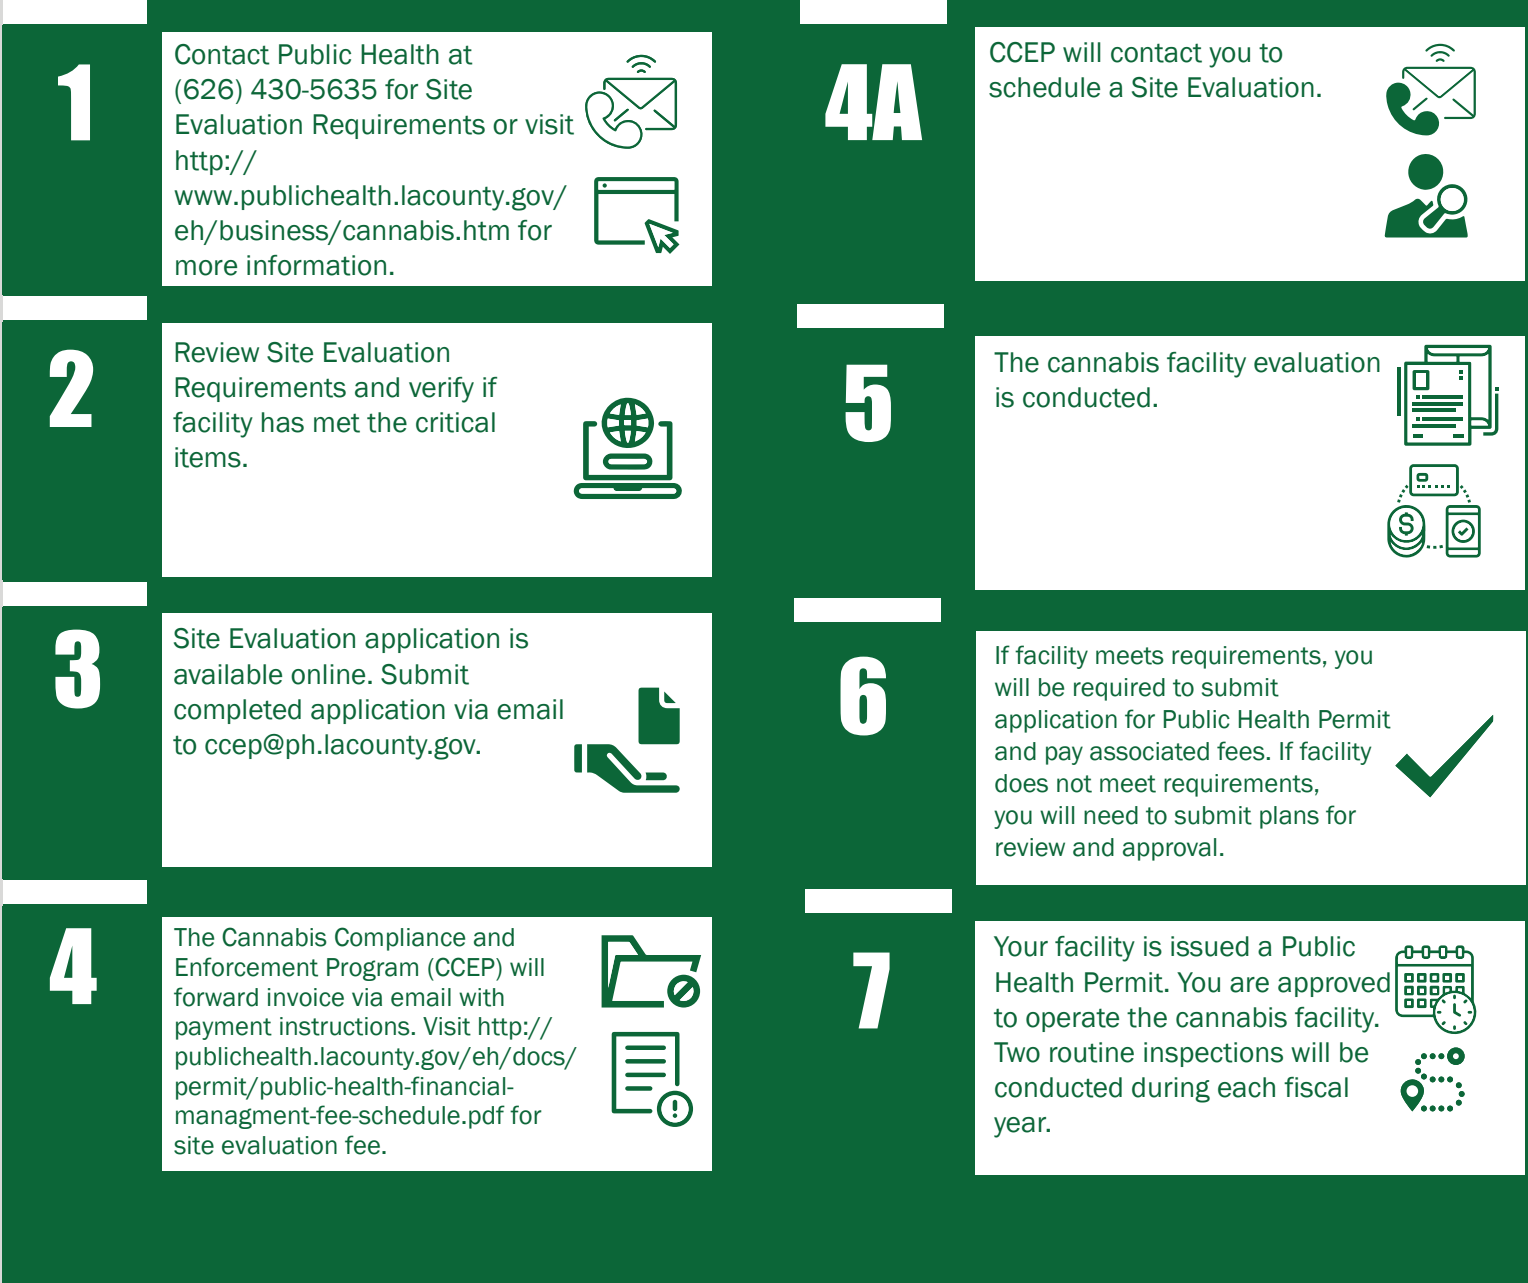 1
Contact Public Health at
(626) 430-5635 for Site
Evaluation Requirements or visit
http://
www.publichealth.lacounty.gov/
eh/business/cannabis.htm for
more information.
2
Review Site Evaluation
Requirements and verify if
facility has met the critical
items.
3
Site Evaluation application is
available online. Submit
completed application via email
to ccep@ph.lacounty.gov.
4
The Cannabis Compliance and
Enforcement Program (CCEP) will
forward invoice via email with
payment instructions. Visit http://
publichealth.lacounty.gov/eh/docs/
permit/public-health-financial-
managment-fee-schedule.pdf for
site evaluation fee.
4A
CCEP will contact you to
schedule a Site Evaluation.
5
The cannabis facility evaluation
is conducted.
$
6
If facility meets requirements, you
will be required to submit
application for Public Health Permit
and pay associated fees. If facility
does not meet requirements,
you will need to submit plans for
review and approval.
7
Your facility is issued a Public
Health Permit. You are approved
to operate the cannabis facility.
Two routine inspections will be
conducted during each fiscal
year.